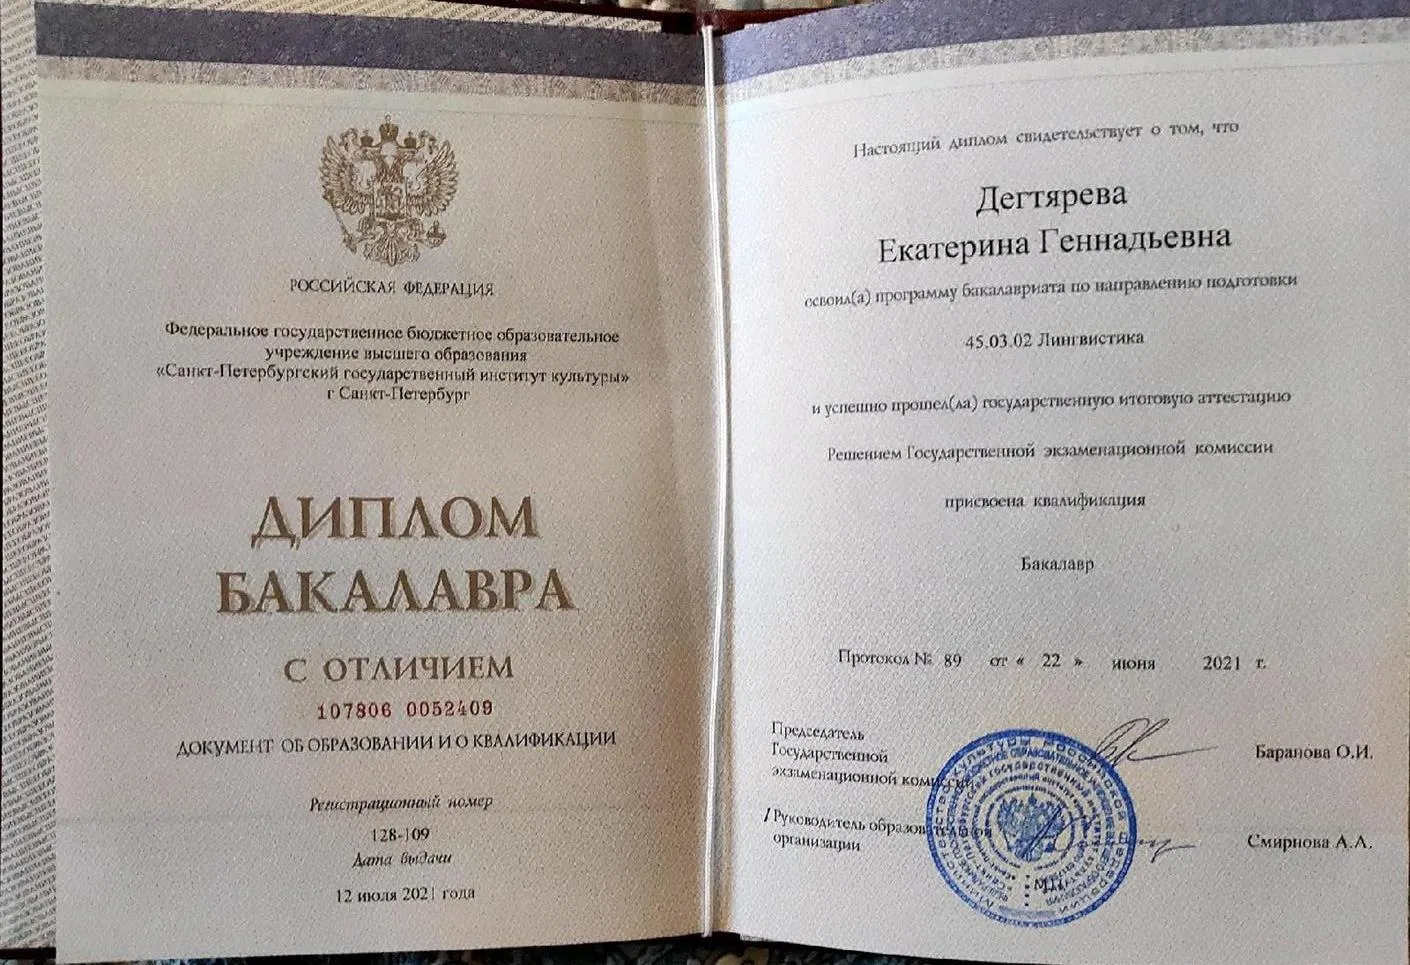 РОССИЙСКАЯ ФЕДЕРАЦИЯ
Федеральное государственное бюджетное образовательное
учреждение высшего образования
«Санкт-Петербургский государственный институт культуры»
г Санкт-Петербург
ДИПЛОМ
БАКАЛАВРА
С ОТЛИЧИЕМ
107806 0052409
ДОКУМЕНТ ОБ ОБРАЗОВАНИИ И О КВАЛИФИКАЦИИ
Регистрационный номер
128-109
Дата выдачи
12 июля 2021 года
Настоящий диплом свидетельствует о том, что
Дегтярева
Екатерина Геннадьевна
освоил(а) программу бакалавриата по направлению подготовки
45.03.02 Лингвистика
и успешно прошел(ла) государственную итоговую аттестацию
Решением Государственной экзаменационной комиссии
присвоена квалификация
Бакалавр
Протокол № 89 от « 22 » июня 2021 г.
Председатель
Государственной
экзаменационной комиссии
Баранова О.И.
/ Руководитель образовательной
организации
Смирнова А.А.
М.П.